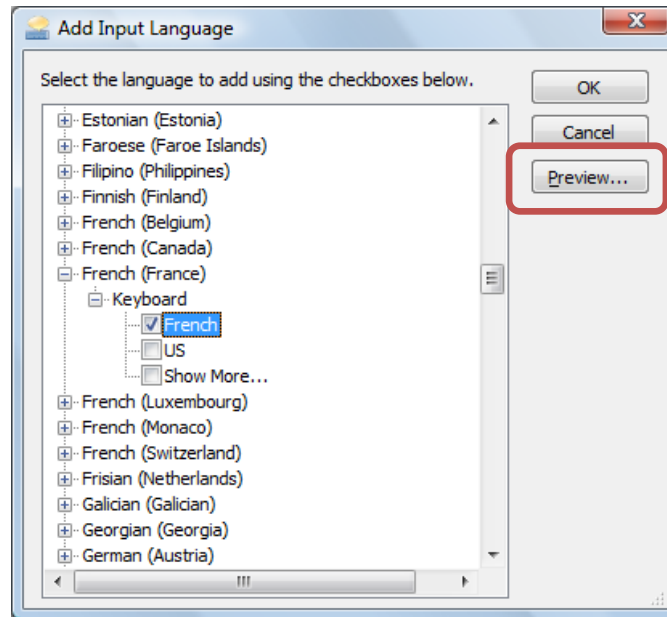 Add Input Language
Select the language to add using the checkboxes below.
OK
Cancel
Preview...
Estonian (Estonia)
Faroese (Faroe Islands)
Filipino (Philippines)
Finnish (Finland)
French (Belgium)
French (Canada)
French (France)
Keyboard
French
US
Show More...
French (Luxembourg)
French (Monaco)
French (Switzerland)
Frisian (Netherlands)
Galician (Galician)
Georgian (Georgia)
German (Austria)